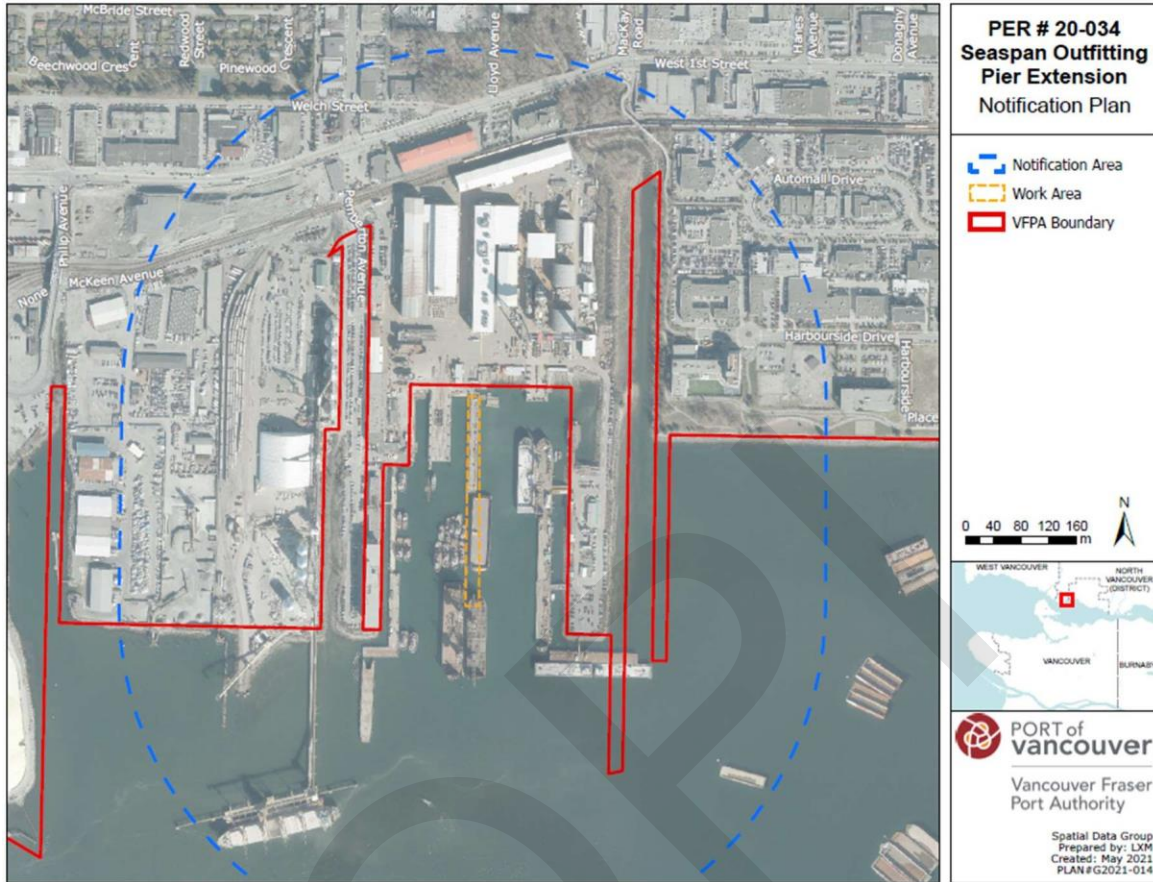 McBride Street
Redwood
Street
Crescent
Beechwood Cres
cent
Pinewood
Lloyd Avenue
MacKay
Road
West 1st Street
Hanes
Avenue
Donaghy
Avenue
Welch Street
Philip Avenue
Pemberton Avenue
Automall Drive
McKeen Avenue
None
Harbourside Drive
Harbourside
Place
PER # 20-034
Seaspan Outfitting
Pier Extension
Notification Plan
Notification Area
Work Area
VFPA Boundary
N
0 40 80 120 160
m
WEST VANCOUVER
NORTH
VANCOUVER
(DISTRICT)
VANCOUVER
BURNABY
PORT of
vancouver
Vancouver Fraser
Port Authority
Spatial Data Group
Prepared by: LXM
Created: May 2021
PLAN#G2021-014